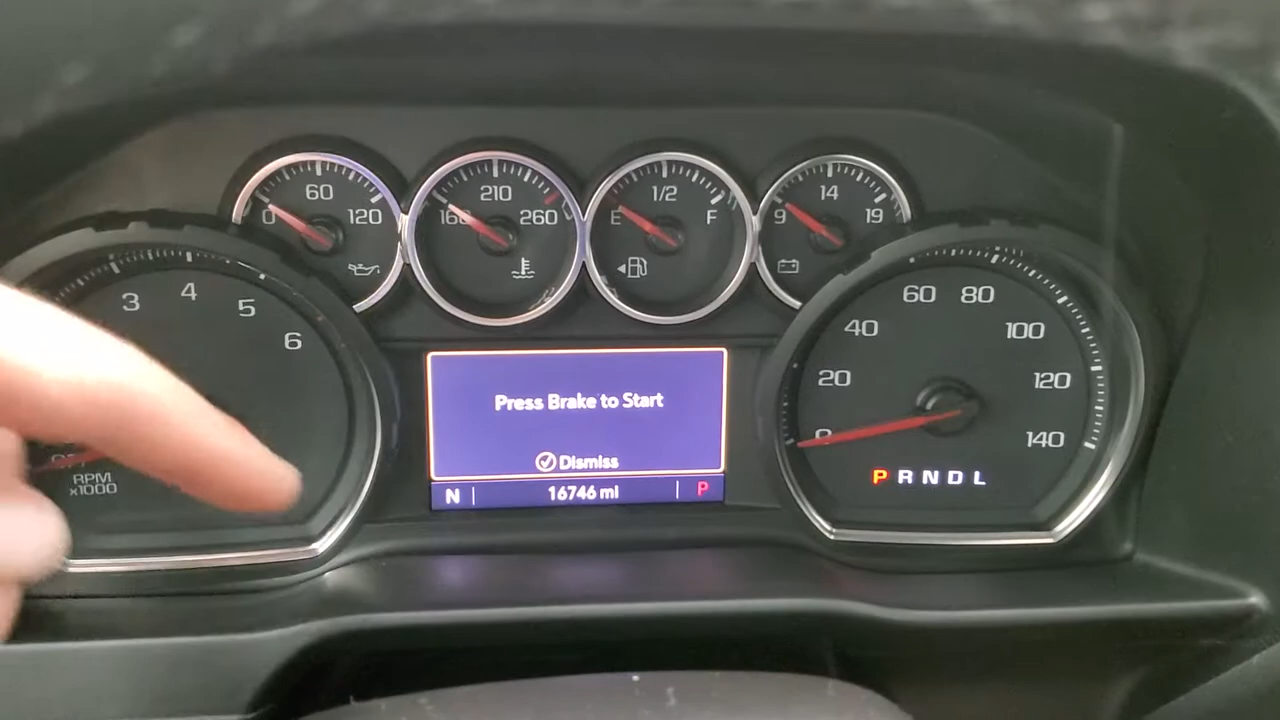 0 60 120
160 210 260
E 1/2 F
9 14 19
3 4 5 6
RPM
x1000
Press Brake to Start
Dismiss
N 16746 mi P
0 20 40 60 80 100 120 140
P R N D L